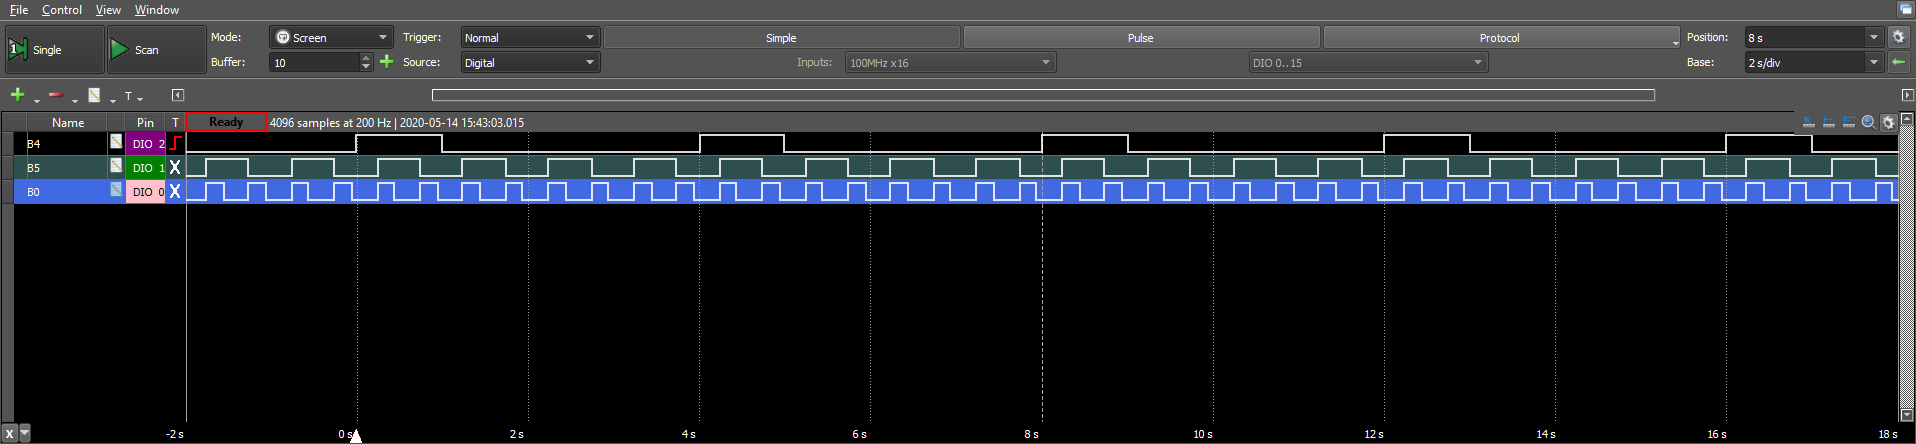 File Control View Window
Single Scan Mode: Screen Trigger: Normal Simple Pulse Protocol Position: 8 s
Buffer: 10 Source: Digital Inputs: 100MHz x16 DIO 0..15 Base: 2 s/div
T
Name Pin T Ready 4096 samples at 200 Hz | 2020-05-14 15:43:03.015
B4 DIO 2
B5 DIO 1 X
B0 DIO 0 X
X -2 s 0 s 2 s 4 s 6 s 8 s 10 s 12 s 14 s 16 s 18 s